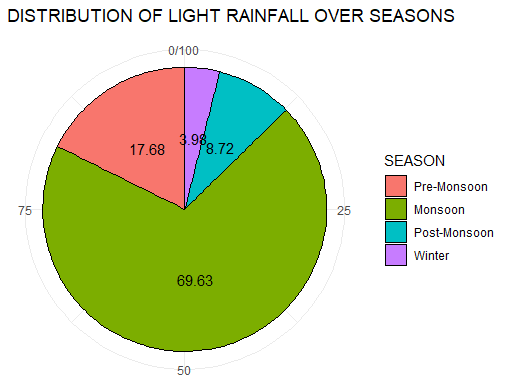 DISTRIBUTION OF LIGHT RAINFALL OVER SEASONS
0/100
3.98
8.72
17.68
75
25
69.63
50
SEASON
Pre-Monsoon
Monsoon
Post-Monsoon
Winter